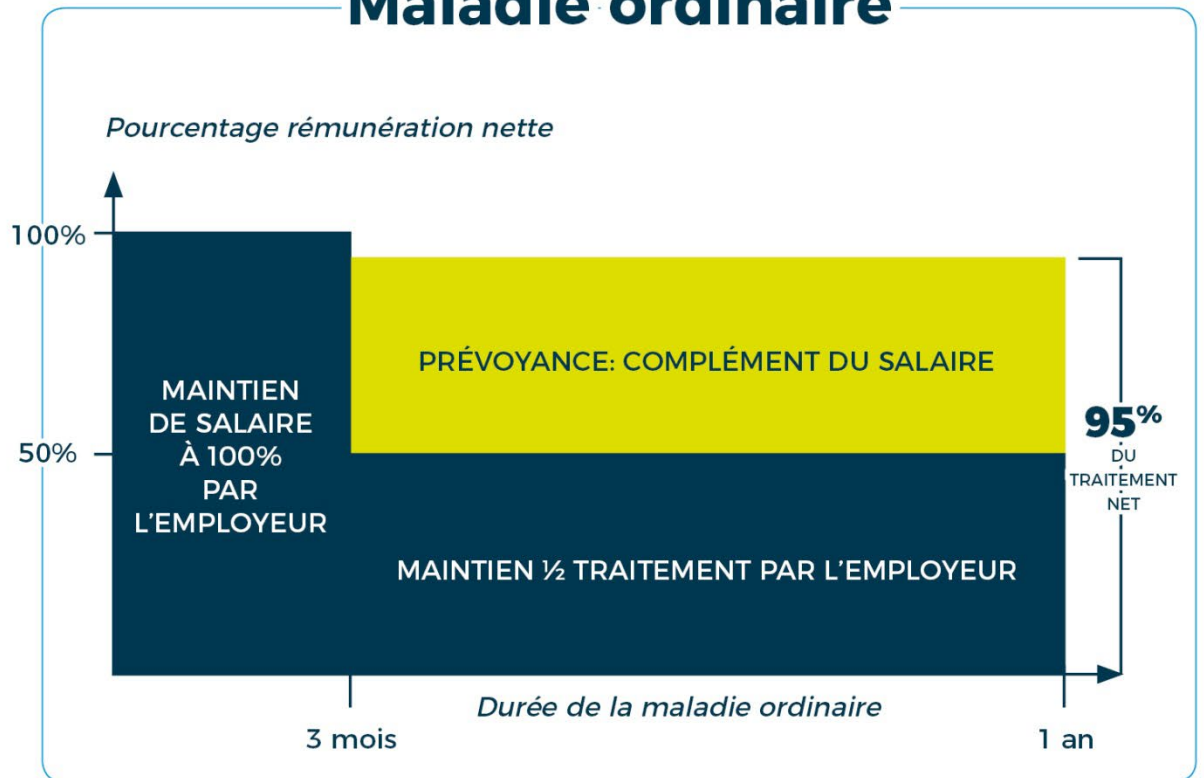 Maladie ordinaire
Pourcentage rémunération nette
100%
50%
MAINTIEN
DE SALAIRE
À 100%
PAR
L'EMPLOYEUR
PRÉVOYANCE: COMPLÉMENT DU SALAIRE
MAINTIEN ½ TRAITEMENT PAR L'EMPLOYEUR
95%
DU
TRAITEMENT
NET
Durée de la maladie ordinaire
3 mois
1 an